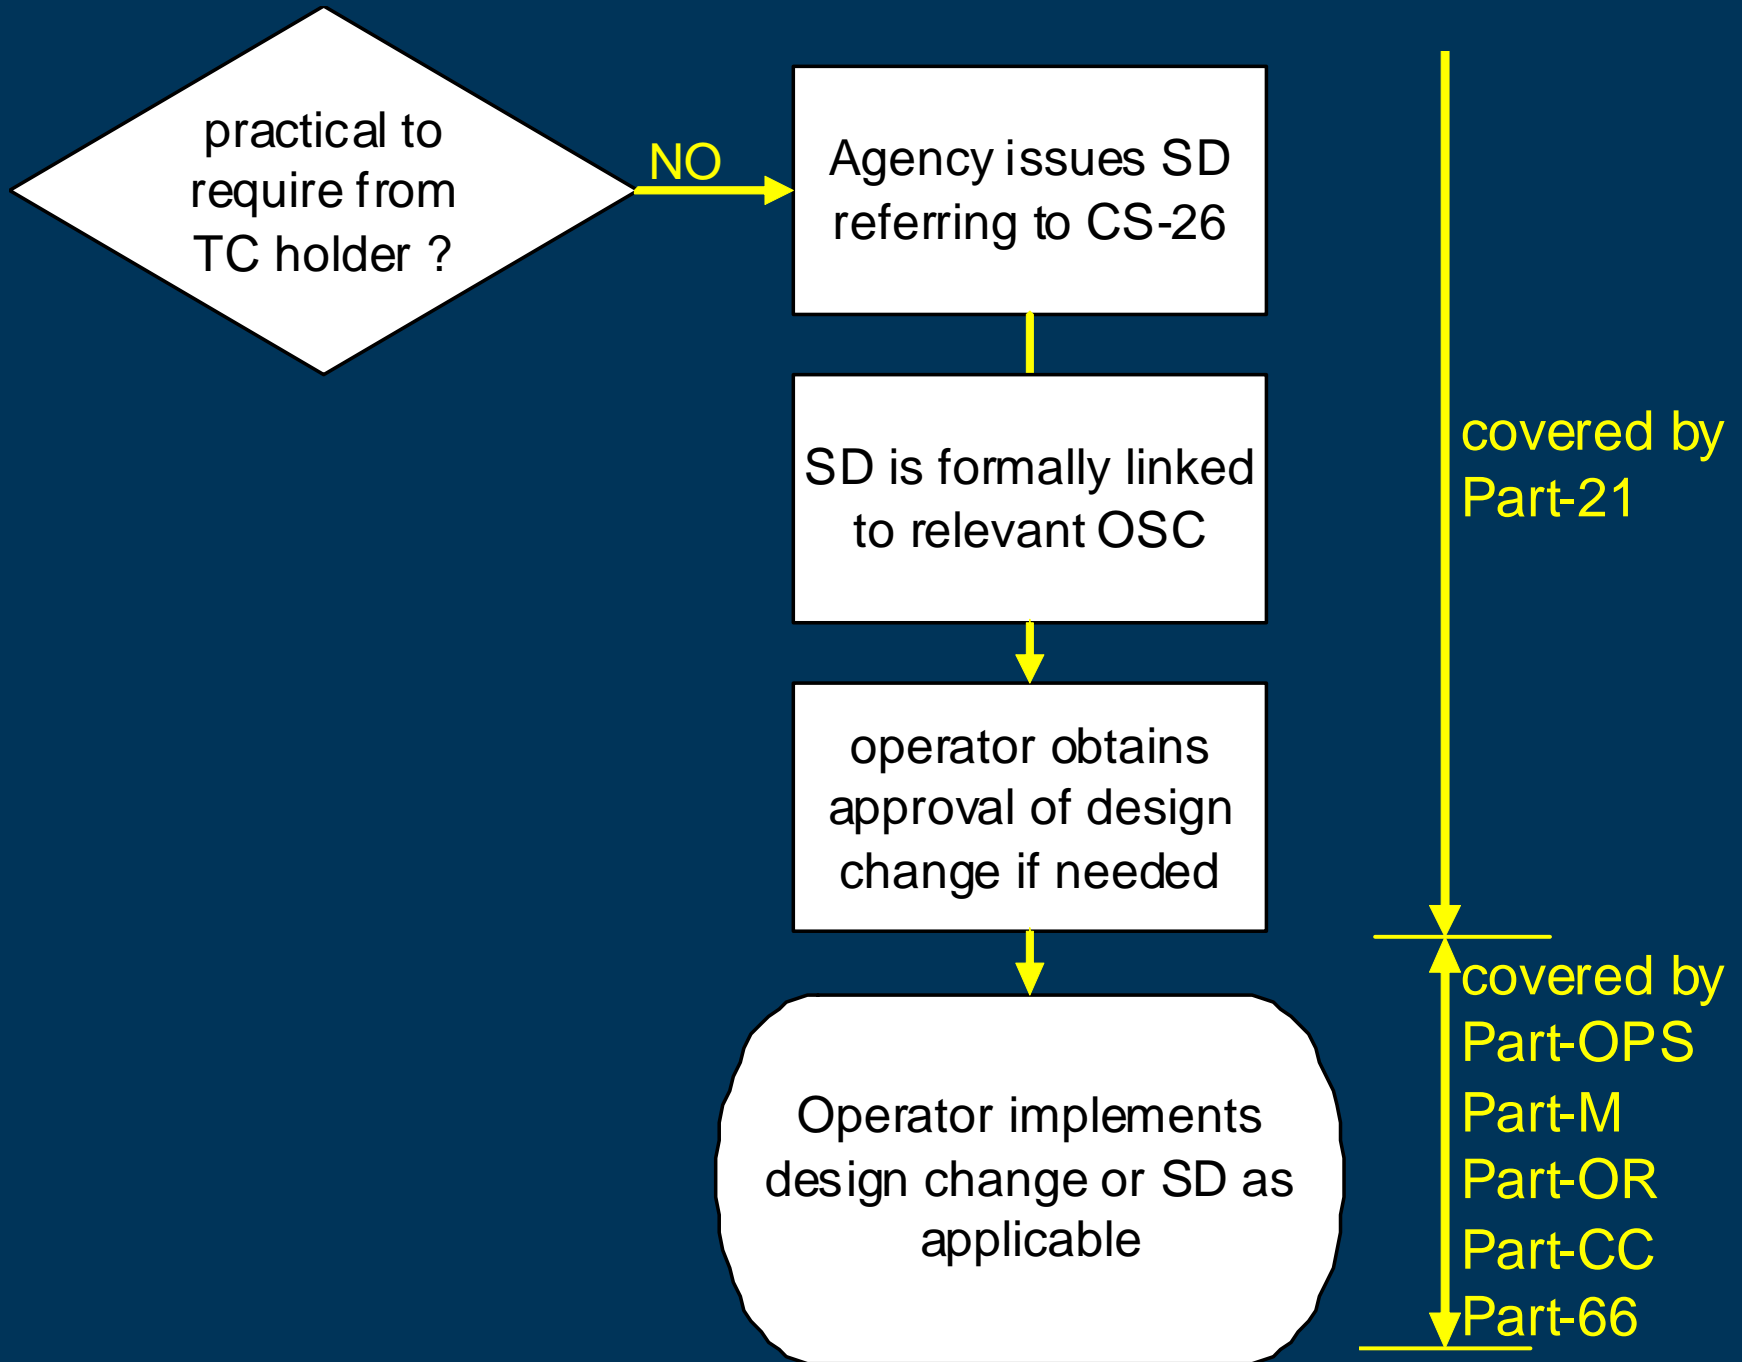 practical to
require from
TC holder ?
NO
Agency issues SD
referring to CS-26
SD is formally linked
to relevant OSC
operator obtains
approval of design
change if needed
Operator implements
design change or SD as
applicable
covered by
Part-21
covered by
Part-OPS
Part-M
Part-OR
Part-CC
Part-66